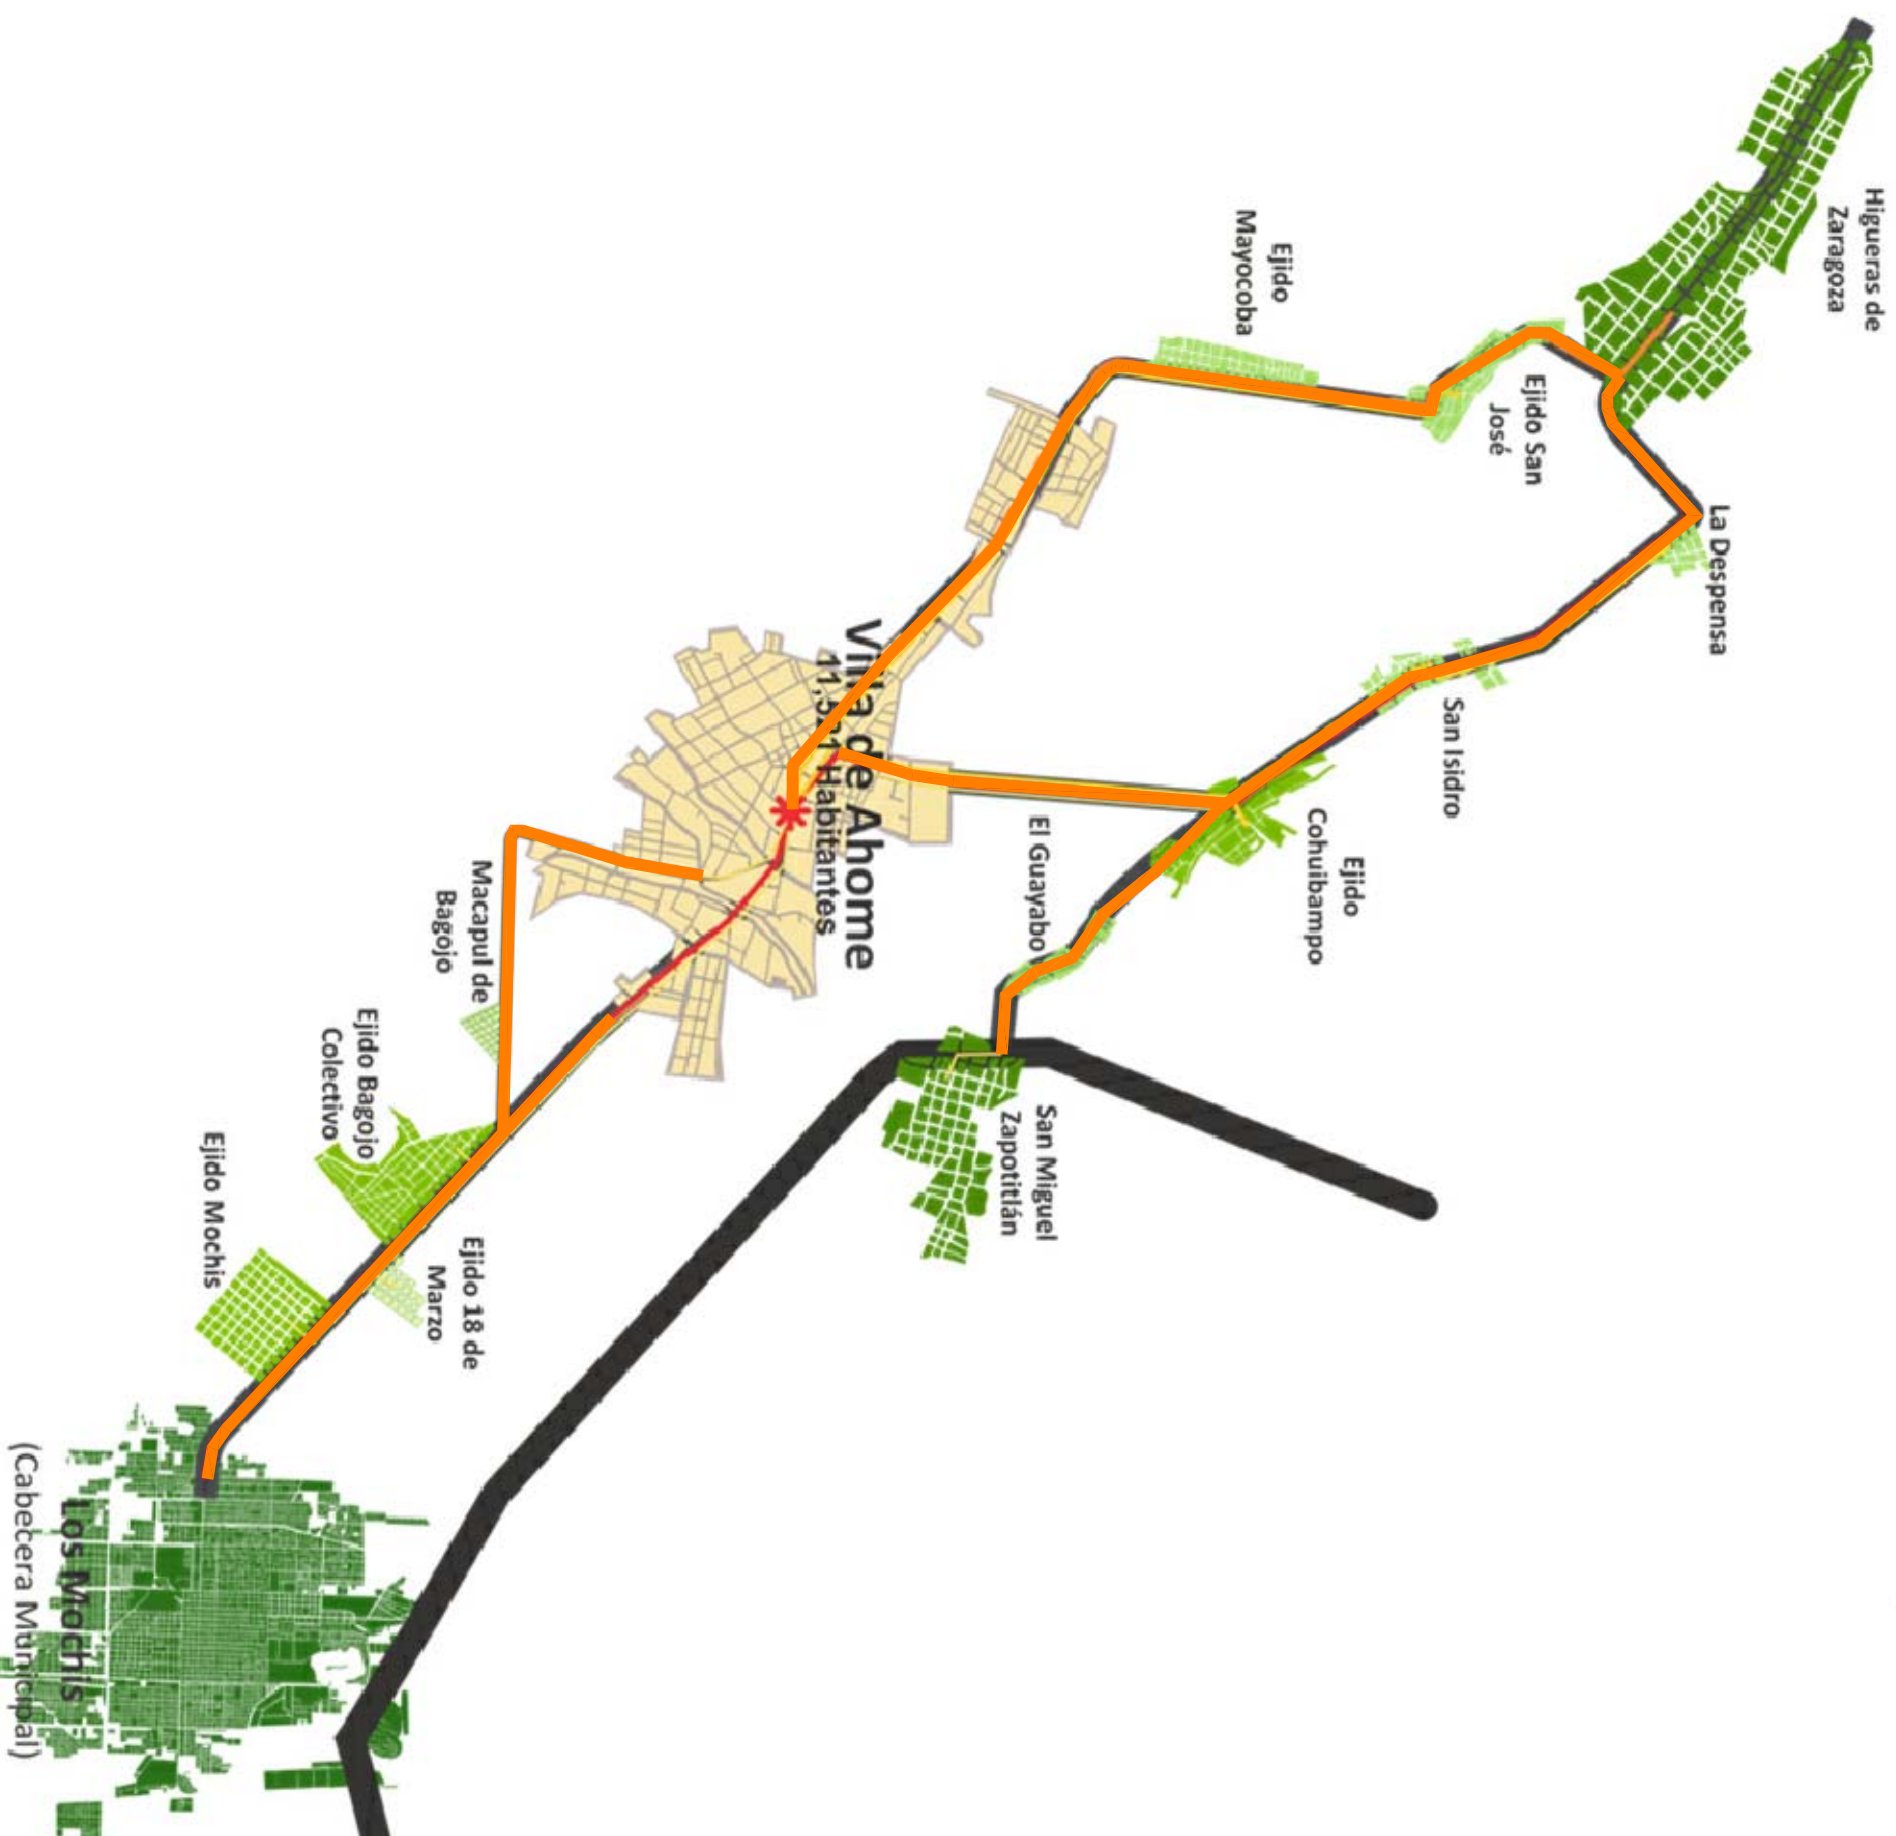 Higueras de
Zaragoza
Ejido
Mayocoba
Ejido San
José
La Despensa
San Isidro
Ejido
Cohuibampo
Villa de Ahome
11,521 Habitantes
El Guayabo
San Miguel
Zapotitlán
Macapul de
Bagojo
Ejido Bagojo
Colectivo
Ejido 18 de
Marzo
Ejido Mochis
Los Mochis
(Cabecera Municipal)